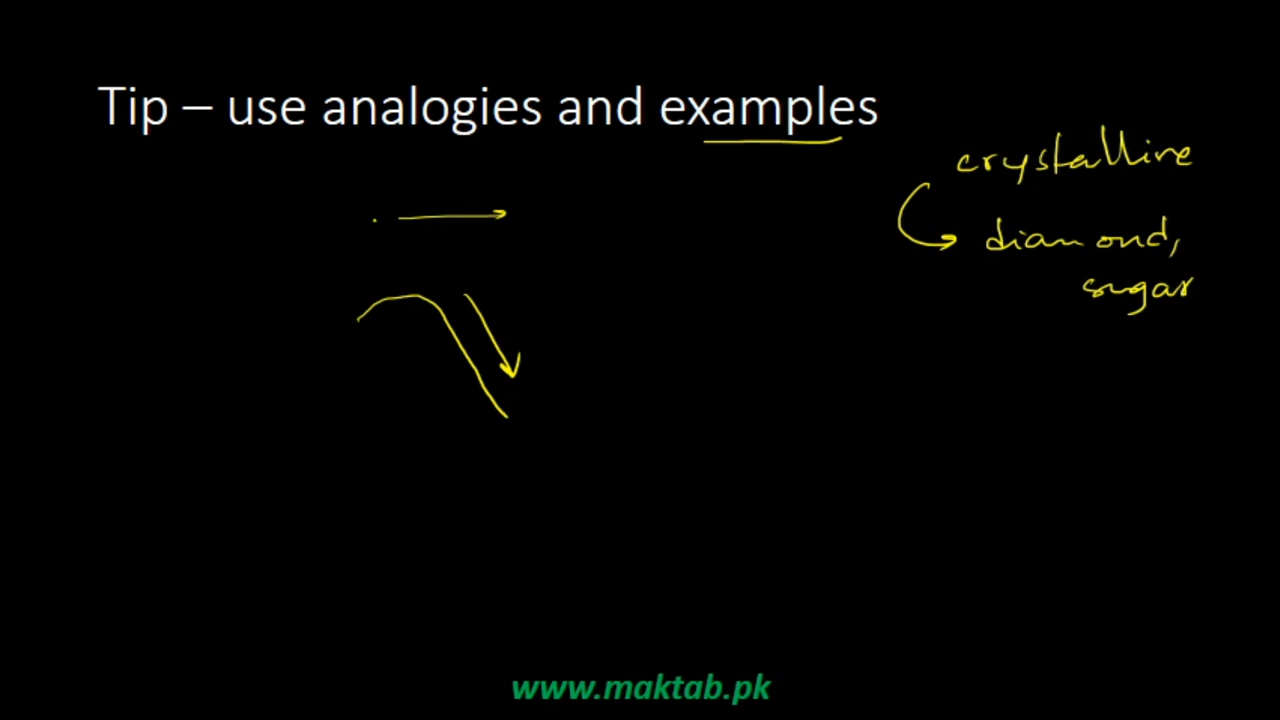 Tip – use analogies and examples
crystalline
diamond,
sugar
www.maktab.pk